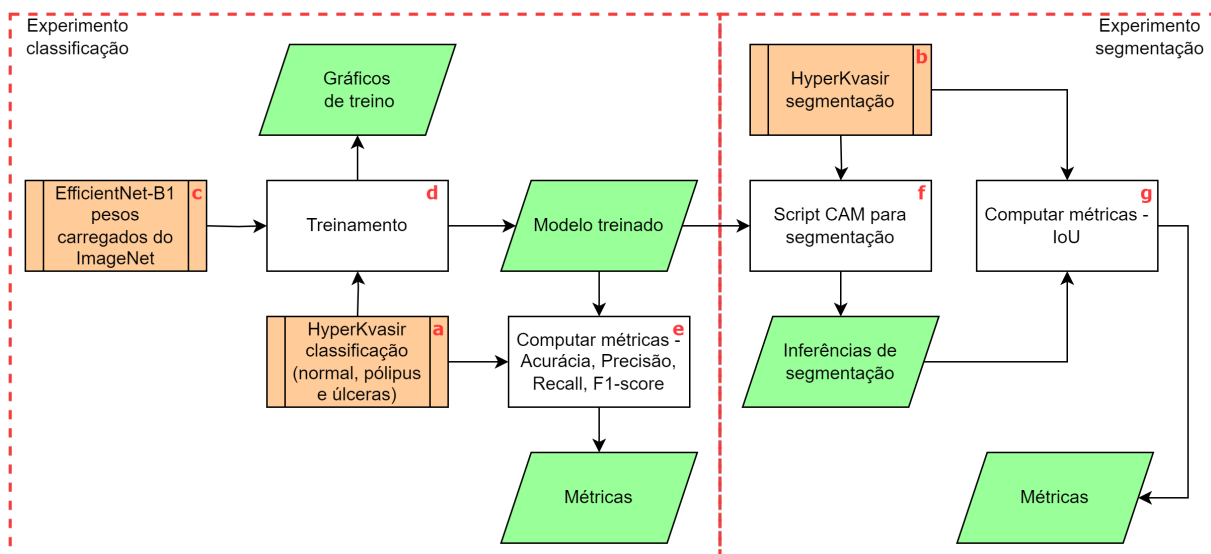 Experimento
classificação
Experimento
segmentação
Gráficos
de treino
b
HyperKvasir
segmentação
EfficientNet-B1
pesos
carregados do
ImageNet
c
d
Treinamento
Modelo treinado
f
Script CAM para
segmentação
g
Computar métricas -
IoU
a
HyperKvasir
classificação
(normal, pólipus
e úlceras)
e
Computar métricas -
Acurácia, Precisão,
Recall, F1-score
Inferências de
segmentação
Métricas
Métricas